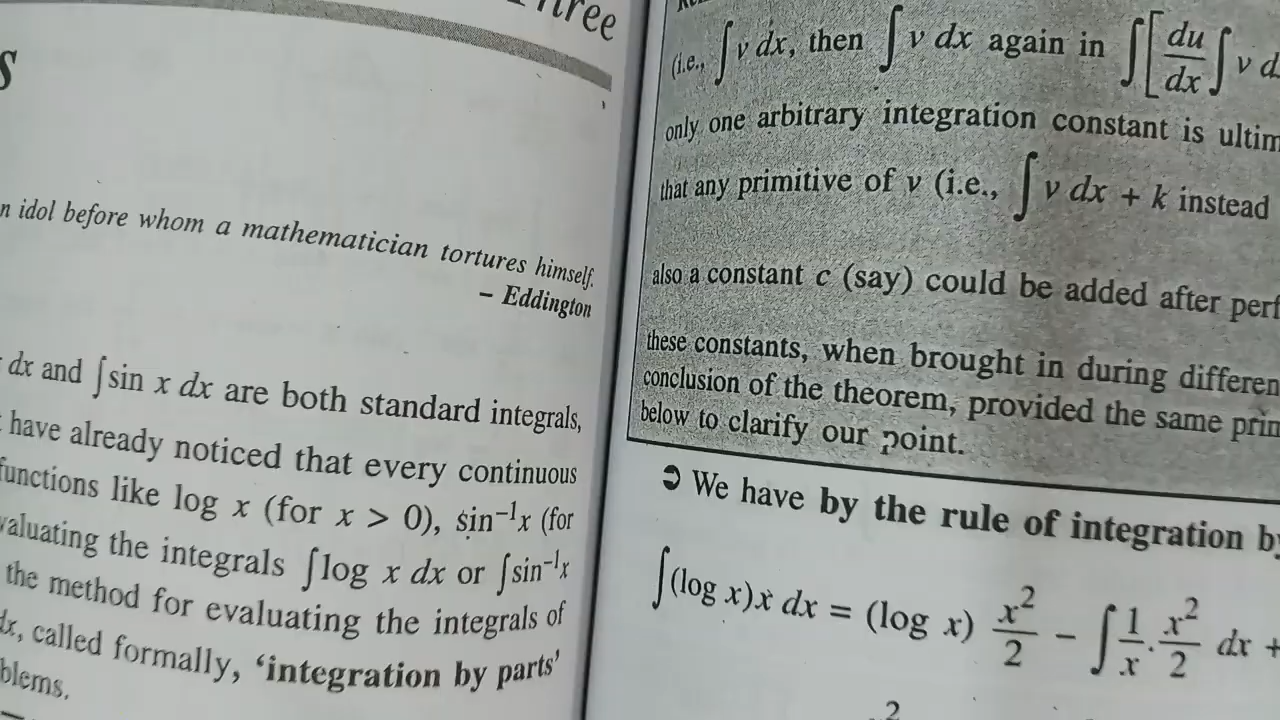 n idol before whom a mathematician tortures himself.
– Eddington
dx and ∫sin x dx are both standard integrals,
have already noticed that every continuous
functions like log x (for x > 0), sin⁻¹x (for
valuating the integrals ∫log x dx or ∫sin⁻¹x
the method for evaluating the integrals of
dx, called formally, ‘integration by parts’
blems.
(i.e., ∫v dx, then ∫v dx again in ∫[du/dx ∫v d
only one arbitrary integration constant is ultim
that any primitive of v (i.e., ∫v dx + k instead
also a constant c (say) could be added after perf
these constants, when brought in during differen
conclusion of the theorem, provided the same prin
below to clarify our point.
➲ We have by the rule of integration by
∫(log x)x dx = (log x) x²/2 – ∫1/x · x²/2 dx +
2